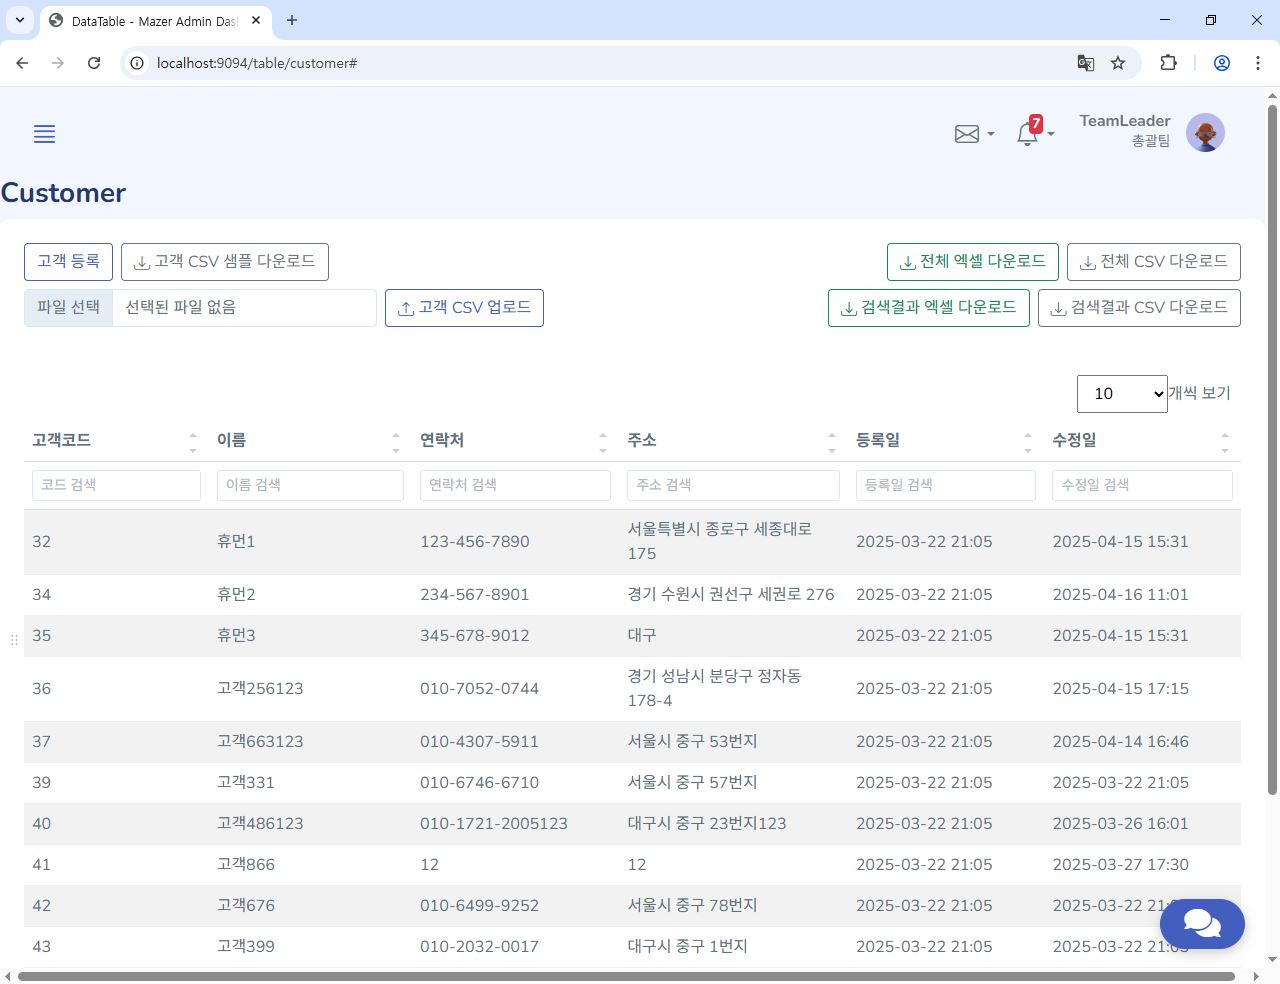 DataTable - Mazer Admin Das
localhost:9094/table/customer#
7
TeamLeader
총괄팀
Customer
고객 등록 고객 CSV 샘플 다운로드 전체 엑셀 다운로드 전체 CSV 다운로드
파일 선택 선택된 파일 없음 고객 CSV 업로드 검색결과 엑셀 다운로드 검색결과 CSV 다운로드
10 개씩 보기
고객코드 이름 연락처 주소 등록일 수정일
코드 검색 이름 검색 연락처 검색 주소 검색 등록일 검색 수정일 검색
32 휴먼1 123-456-7890 서울특별시 종로구 세종대로 175 2025-03-22 21:05 2025-04-15 15:31
34 휴먼2 234-567-8901 경기 수원시 권선구 세권로 276 2025-03-22 21:05 2025-04-16 11:01
35 휴먼3 345-678-9012 대구 2025-03-22 21:05 2025-04-15 15:31
36 고객256123 010-7052-0744 경기 성남시 분당구 정자동 178-4 2025-03-22 21:05 2025-04-15 17:15
37 고객663123 010-4307-5911 서울시 중구 53번지 2025-03-22 21:05 2025-04-14 16:46
39 고객331 010-6746-6710 서울시 중구 57번지 2025-03-22 21:05 2025-03-22 21:05
40 고객486123 010-1721-2005123 대구시 중구 23번지123 2025-03-22 21:05 2025-03-26 16:01
41 고객866 12 12 2025-03-22 21:05 2025-03-27 17:30
42 고객676 010-6499-9252 서울시 중구 78번지 2025-03-22 21:05 2025-03-22
43 고객399 010-2032-0017 대구시 중구 1번지 2025-03-22 21:05 2025-03-22